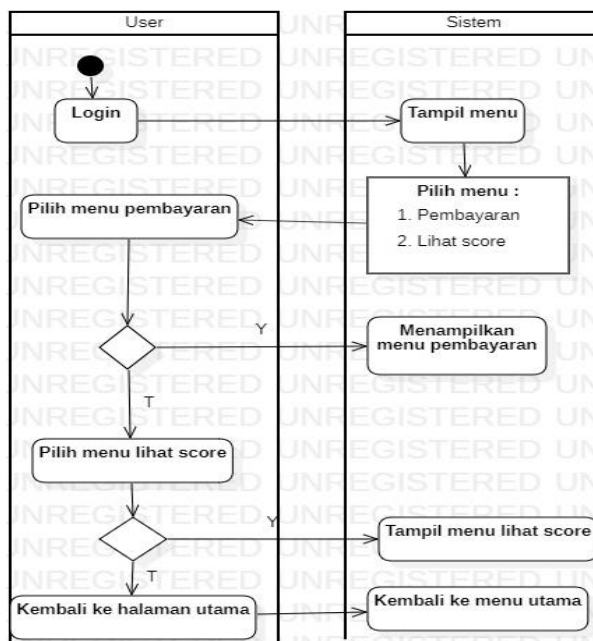 User
Sistem
Login
Tampil menu
Pilih menu :
1. Pembayaran
2. Lihat score
Pilih menu pembayaran
Y
Menampilkan
menu pembayaran
T
Pilih menu lihat score
Y
Tampil menu lihat score
T
Kembali ke halaman utama
Kembali ke menu utama
UNREGISTERED